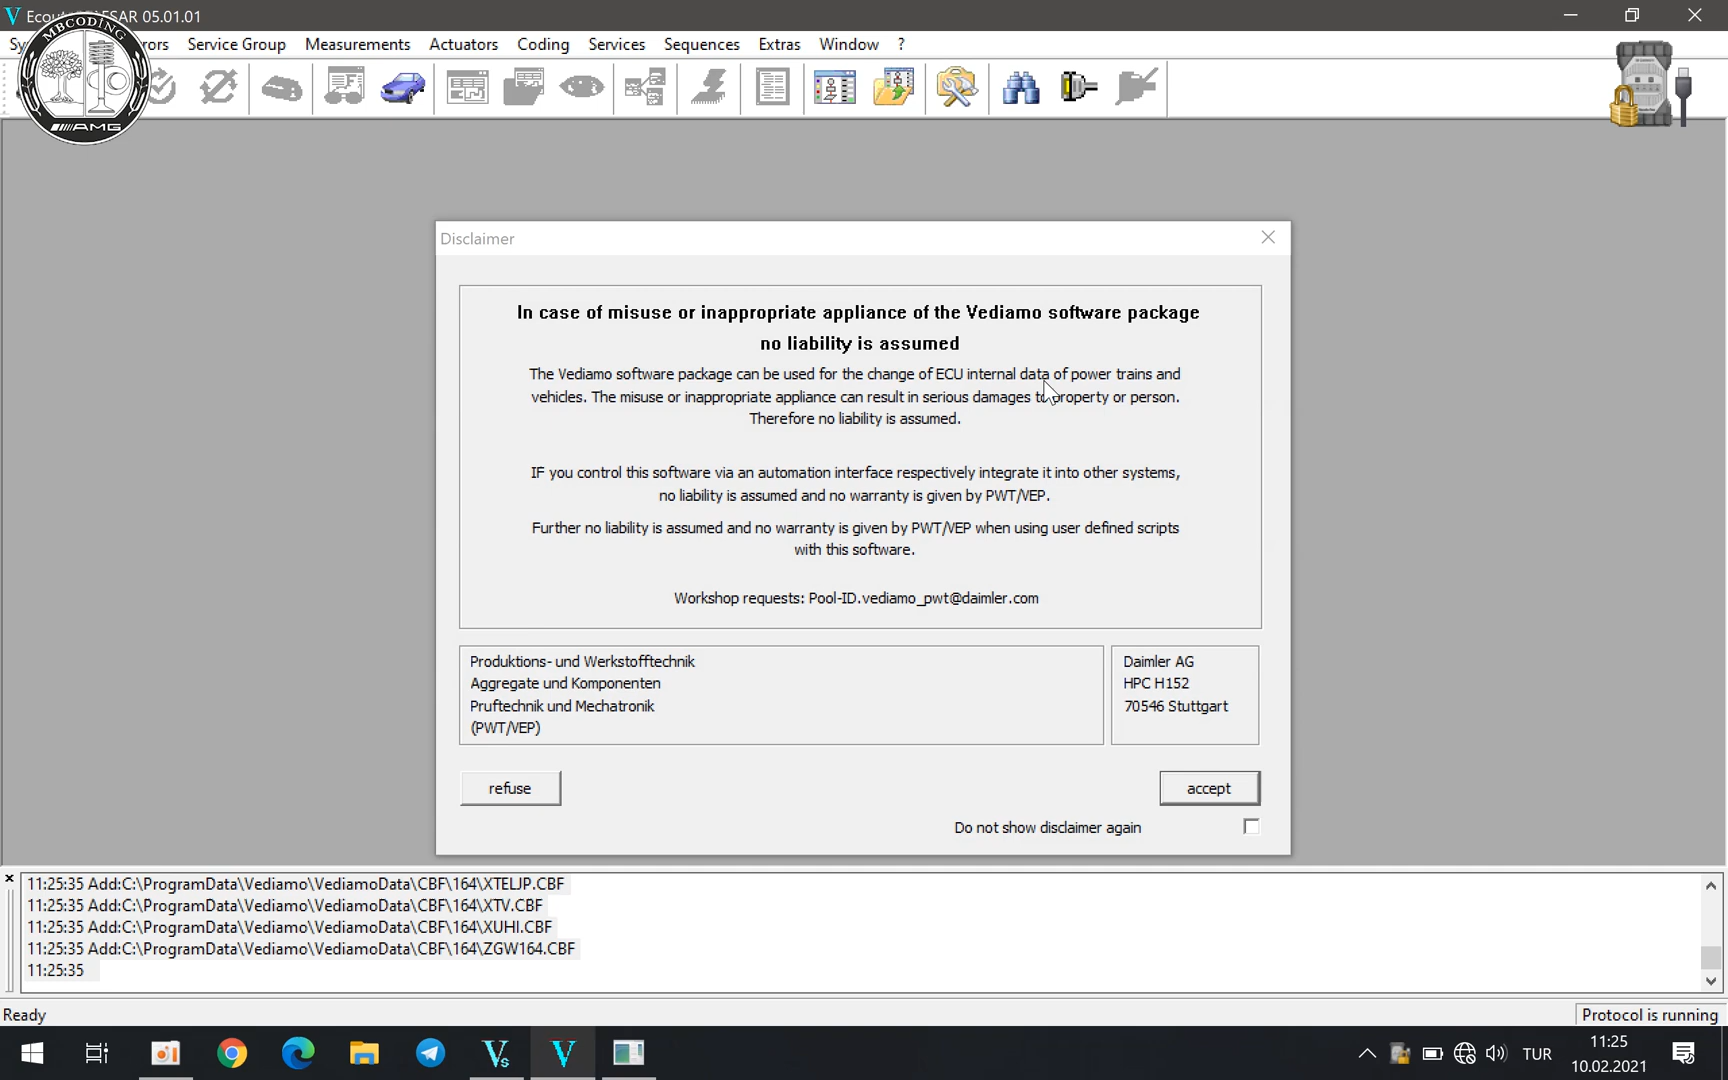 Ecou SAR 05.01.01
MBCODING
AMG
Sy rors Service Group Measurements Actuators Coding Services Sequences Extras Window ?
Disclaimer
In case of misuse or inappropriate appliance of the Vediamo software package
no liability is assumed
The Vediamo software package can be used for the change of ECU internal data of power trains and
vehicles. The misuse or inappropriate appliance can result in serious damages to property or person.
Therefore no liability is assumed.
IF you control this software via an automation interface respectively integrate it into other systems,
no liability is assumed and no warranty is given by PWT/VEP.
Further no liability is assumed and no warranty is given by PWT/VEP when using user defined scripts
with this software.
Workshop requests: Pool-ID.vediamo_pwt@daimler.com
Produktions- und Werkstofftechnik
Aggregate und Komponenten
Pruftechnik und Mechatronik
(PWT/VEP)
Daimler AG
HPC H152
70546 Stuttgart
refuse
accept
Do not show disclaimer again
11:25:35 Add:C:\ProgramData\Vediamo\VediamoData\CBF\164\XTELJP.CBF
11:25:35 Add:C:\ProgramData\Vediamo\VediamoData\CBF\164\XTV.CBF
11:25:35 Add:C:\ProgramData\Vediamo\VediamoData\CBF\164\XUHI.CBF
11:25:35 Add:C:\ProgramData\Vediamo\VediamoData\CBF\164\ZGW164.CBF
11:25:35
Ready
Protocol is running
TUR
11:25
10.02.2021